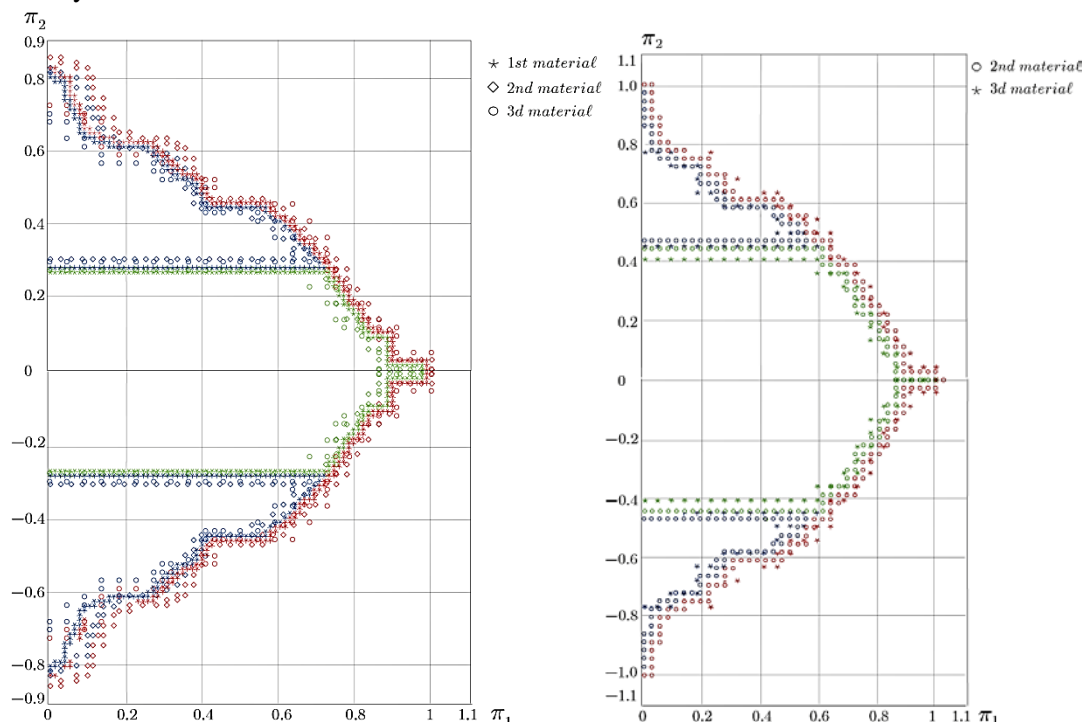 π₂
0.9
0.8
0.6
0.4
0.2
0
−0.2
−0.4
−0.6
−0.8
−0.9
0 0.2 0.4 0.6 0.8 1 1.1 π₁
⋆ 1st material
◇ 2nd material
○ 3d material
π₂
1.1
1.0
0.8
0.6
0.4
0.2
0
−0.2
−0.4
−0.6
−0.8
−1.0
−1.1
0 0.2 0.4 0.6 0.8 1 1.1 π₁
○ 2nd material
⋆ 3d material